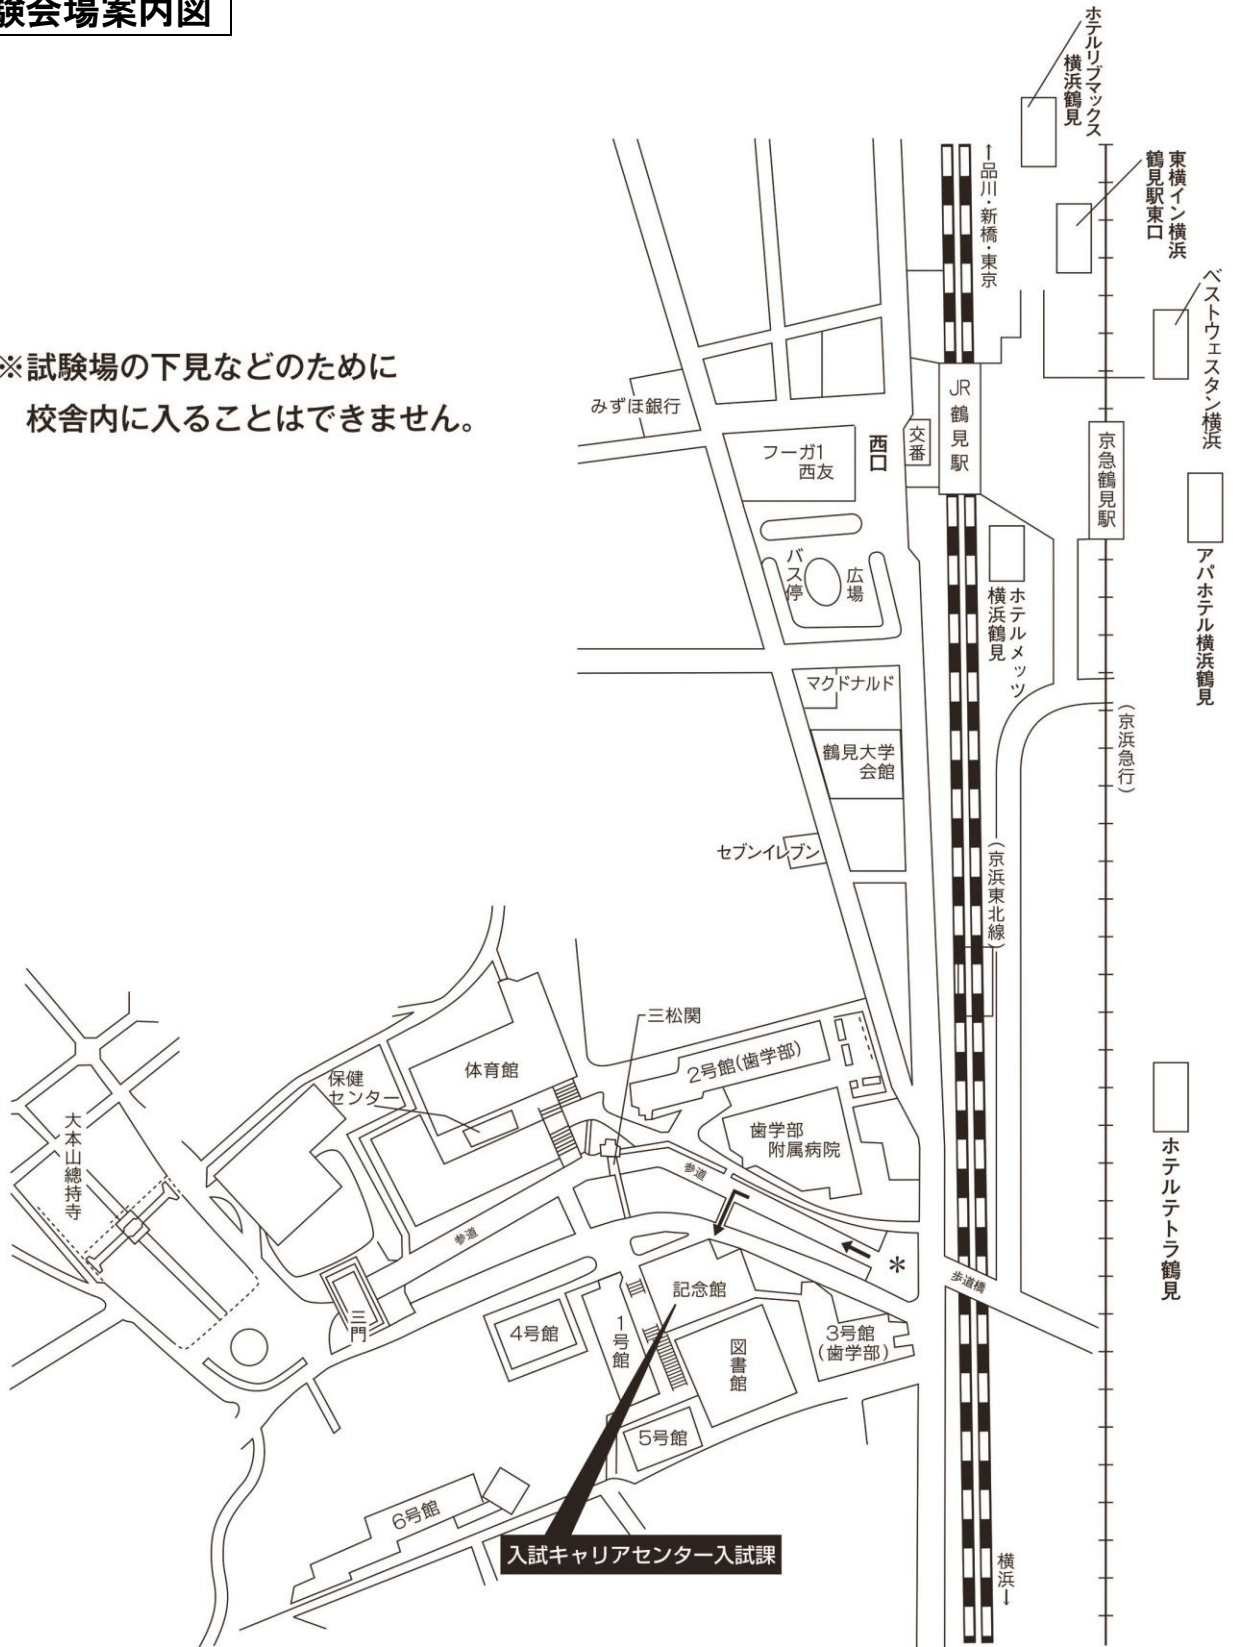 験会場案内図
ホテルリブマックス
横浜鶴見
←品川・新橋・東京
東横イン横浜
鶴見駅東口
ベストウェスタン横浜
※試験場の下見などのために
校舎内に入ることはできません。
みずほ銀行
JR鶴見駅
交番
西口
フーガ1
西友
京急鶴見駅
バス停
広場
ホテルメッツ
横浜鶴見
アパホテル横浜鶴見
マクドナルド
(京浜急行)
鶴見大学
会館
セブンイレブン
(京浜東北線)
三松関
体育館
2号館(歯学部)
保健
センター
歯学部
附属病院
大本山總持寺
参道
参道
ホテルテトラ鶴見
*
歩道橋
記念館
三門
4号館
1号館
図書館
3号館
(歯学部)
5号館
6号館
入試キャリアセンター入試課
横浜→